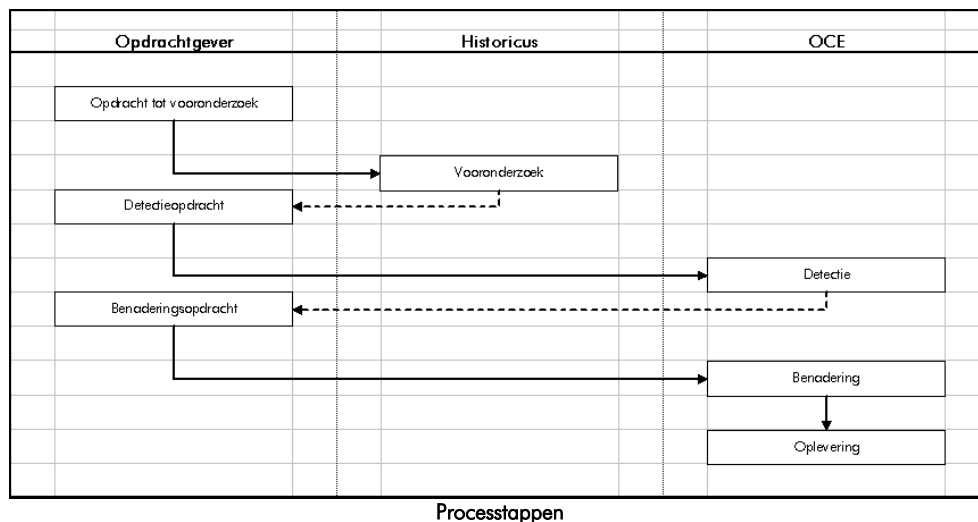 Opdrachtgever Historicus OCE
Opdracht tot vooronderzoek
Vooronderzoek
Detectieopdracht
Detectie
Benaderingsopdracht
Benadering
Oplevering
Processtappen